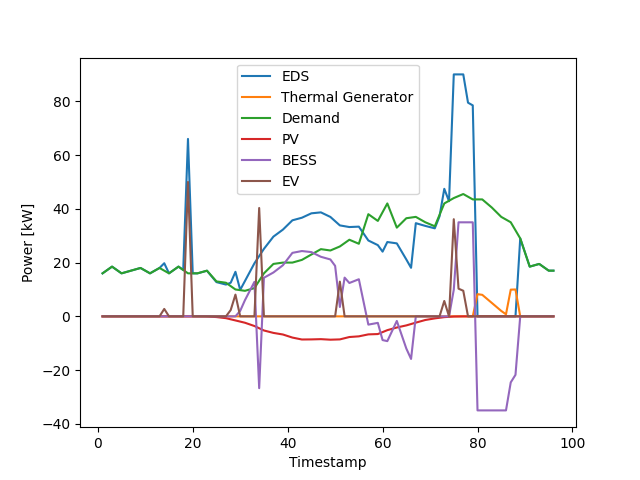 EDS
Thermal Generator
Demand
PV
BESS
EV
Power [kW]
80
60
40
20
0
−20
−40
0 20 40 60 80 100
Timestamp